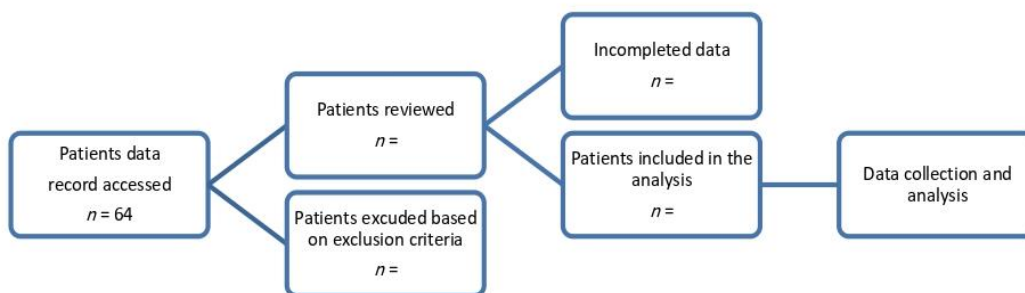 Patients data
record accessed
n = 64
Patients reviewed
n =
Patients excuded based
on exclusion criteria
n =
Incompleted data
n =
Patients included in the
analysis
n =
Data collection and
analysis